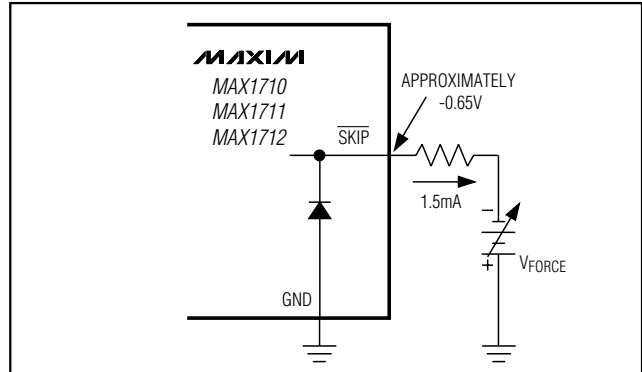 MAXIM
MAX1710
MAX1711
MAX1712
SKIP
APPROXIMATELY
-0.65V
1.5mA
−
+
VFORCE
GND